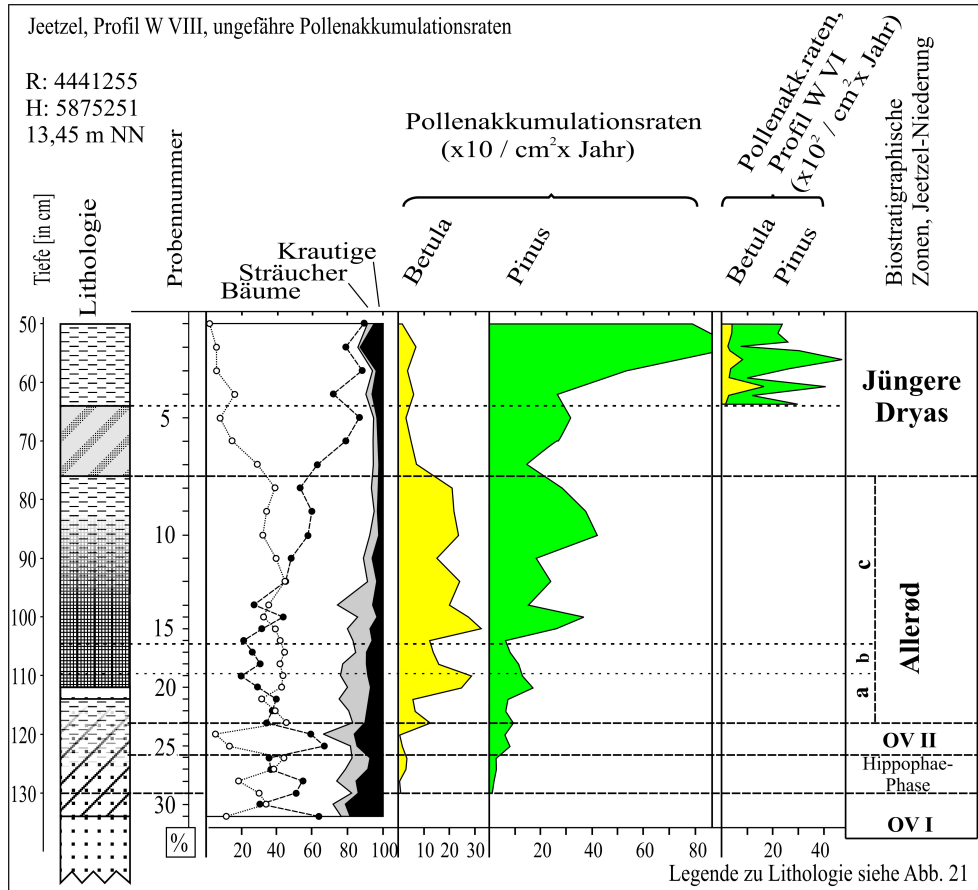 Jeetzel, Profil W VIII, ungefähre Pollenakkumulationsraten
R: 4441255
H: 5875251
13,45 m NN
Tiefe [in cm]
Lithologie
Probennummer
Krautige
Sträucher
Bäume
Pollenakkumulationsraten
(x10 / cm²x Jahr)
Betula
Pinus
Pollenakk.raten,
Profil W VI
(x10² / cm²x Jahr)
Betula
Pinus
Biostratigraphische
Zonen, Jeetzel-Niederung
50
60
70
80
90
100
110
120
130
5
10
15
20
25
30
%
Jüngere
Dryas
c
b
a
Allerød
OV II
Hippophae-
Phase
OV I
20 40 60 80 100
10 20 30
20 40 60 80
20 40
Legende zu Lithologie siehe Abb. 21